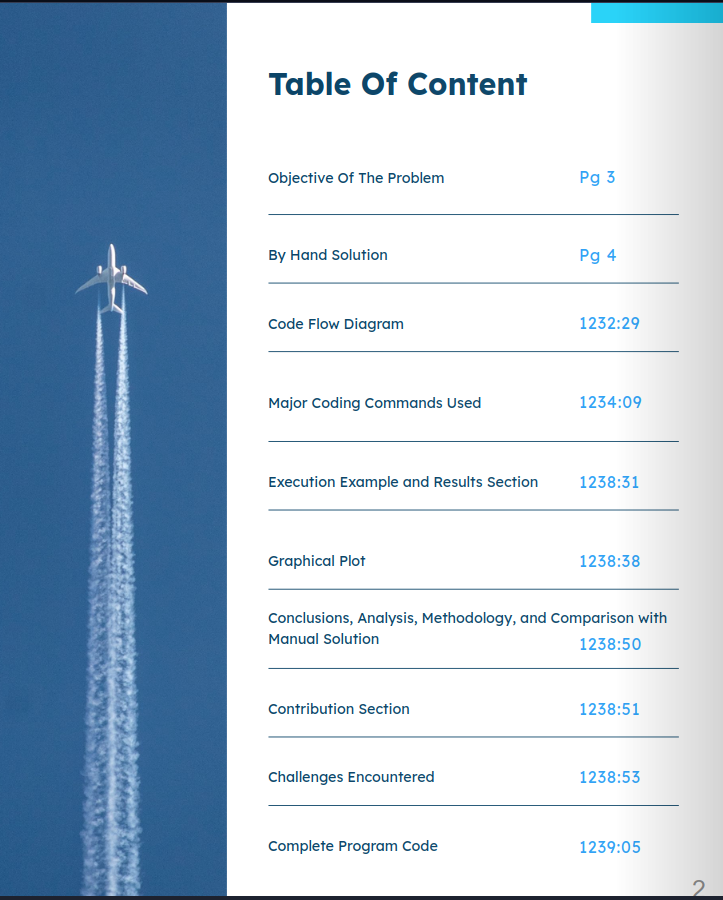 Table Of Content
Objective Of The Problem Pg 3
By Hand Solution Pg 4
Code Flow Diagram 1232:29
Major Coding Commands Used 1234:09
Execution Example and Results Section 1238:31
Graphical Plot 1238:38
Conclusions, Analysis, Methodology, and Comparison with
Manual Solution 1238:50
Contribution Section 1238:51
Challenges Encountered 1238:53
Complete Program Code 1239:05
2